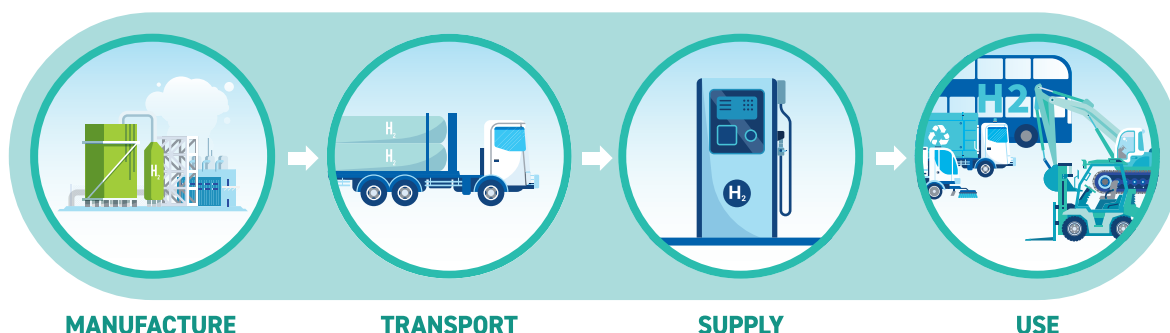 H₂
H₂
H₂
H₂
H2
MANUFACTURE
TRANSPORT
SUPPLY
USE